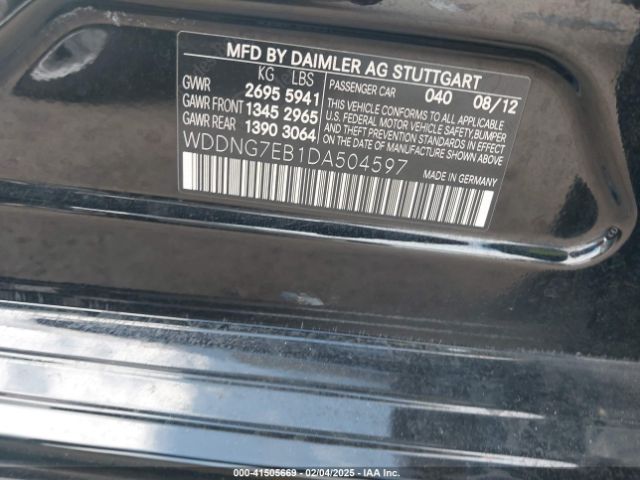 MFD BY DAIMLER AG STUTTGART
KG LBS
GVWR 2695 5941
GAWR FRONT 1345 2965
GAWR REAR 1390 3064
PASSENGER CAR 040 08/12
THIS VEHICLE CONFORMS TO ALL APPLICABLE
U.S. FEDERAL MOTOR VEHICLE SAFETY, BUMPER
AND THEFT PREVENTION STANDARDS IN EFFECT
ON THE DATE OF MANUFACTURE SHOWN ABOVE.
WDDNG7EB1DA504597
MADE IN GERMANY
000-41505669 - 02/04/2025 - IAA Inc.